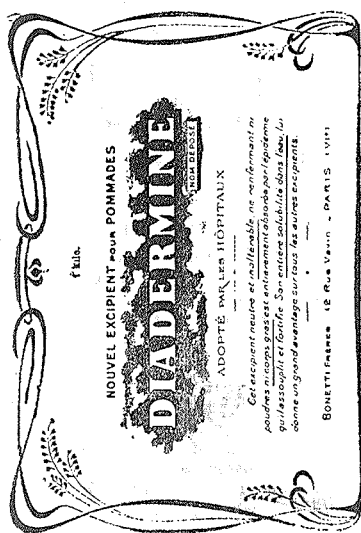 1 kilo.
NOUVEL EXCIPIENT POUR POMMADES
DIADERMINE
(NOM DÉPOSÉ)
ADOPTÉ PAR LES HÔPITAUX
Cet excipient neutre et inaltérable, ne renfermant ni
poudres ni corps gras est entièrement absorbé par l'épiderme
qu'il assouplit et fortifie. Son entière solubilité dans l'eau, lui
donne un grand avantage sur tous les autres excipients.
BONETTI FRÈRES 12 Rue Vavin - PARIS (VIe)